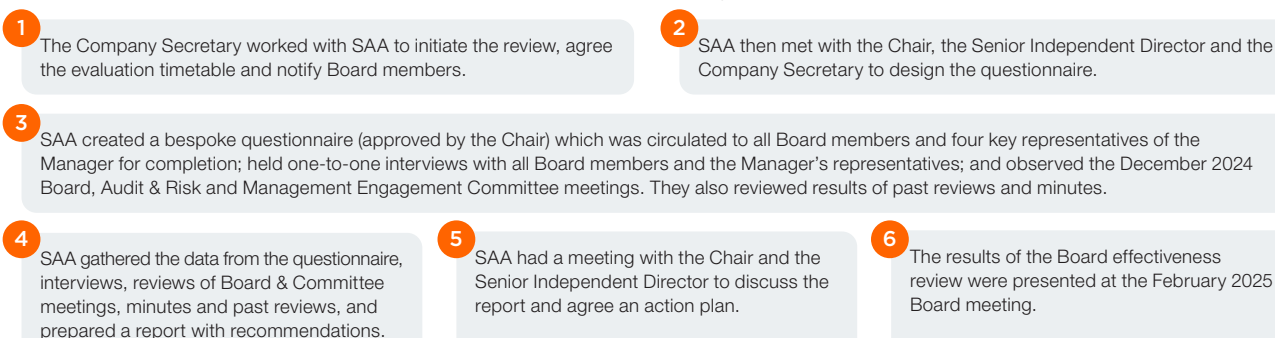 1
The Company Secretary worked with SAA to initiate the review, agree
the evaluation timetable and notify Board members.
2
SAA then met with the Chair, the Senior Independent Director and the
Company Secretary to design the questionnaire.
3
SAA created a bespoke questionnaire (approved by the Chair) which was circulated to all Board members and four key representatives of the
Manager for completion; held one-to-one interviews with all Board members and the Manager’s representatives; and observed the December 2024
Board, Audit & Risk and Management Engagement Committee meetings. They also reviewed results of past reviews and minutes.
4
SAA gathered the data from the questionnaire,
interviews, reviews of Board & Committee
meetings, minutes and past reviews, and
prepared a report with recommendations.
5
SAA had a meeting with the Chair and the
Senior Independent Director to discuss the
report and agree an action plan.
6
The results of the Board effectiveness
review were presented at the February 2025
Board meeting.